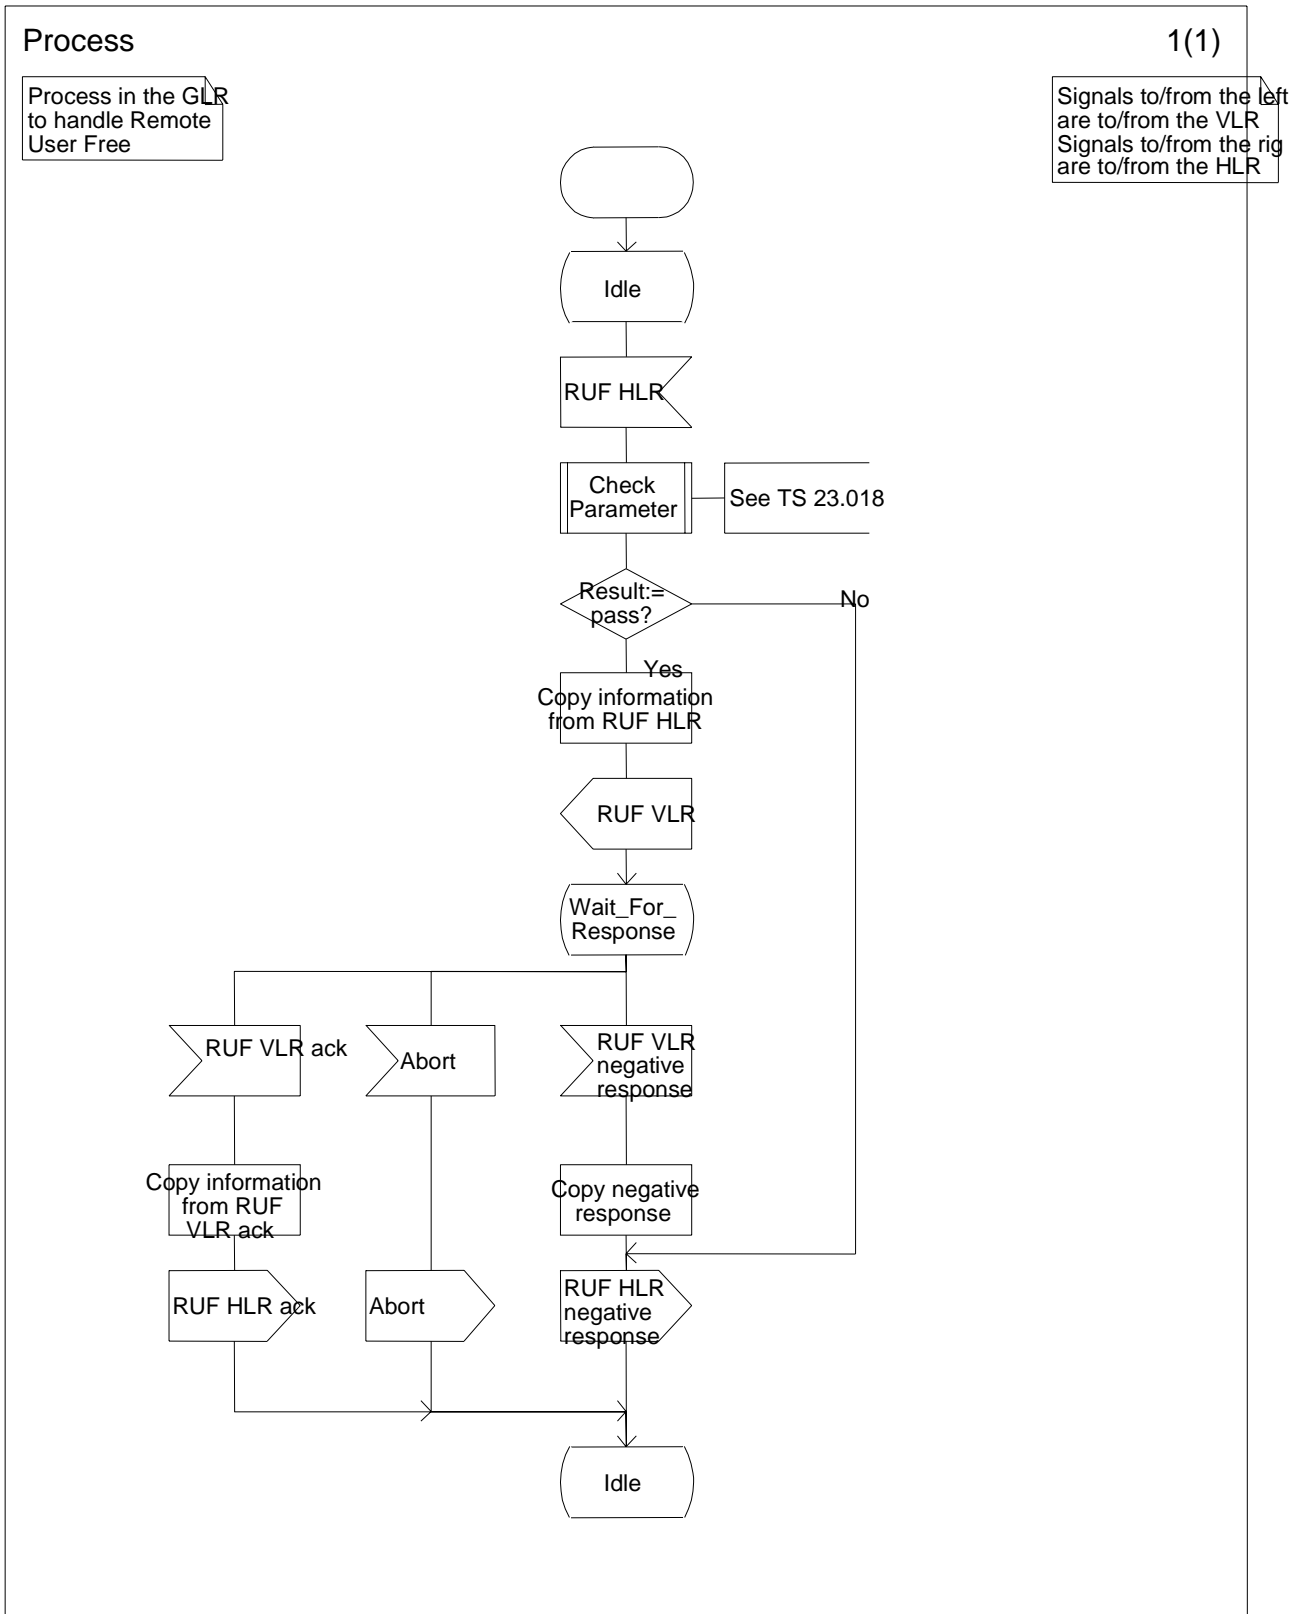 Process
1(1)
Process in the GLR
to handle Remote
User Free
Signals to/from the left
are to/from the VLR
Signals to/from the rig
are to/from the HLR
Idle
RUF HLR
Check
Parameter
See TS 23.018
Result:=
pass?
No
Yes
Copy information
from RUF HLR
RUF VLR
Wait_For_
Response
RUF VLR ack
Abort
RUF VLR
negative
response
Copy information
from RUF
VLR ack
Copy negative
response
RUF HLR ack
Abort
RUF HLR
negative
response
Idle